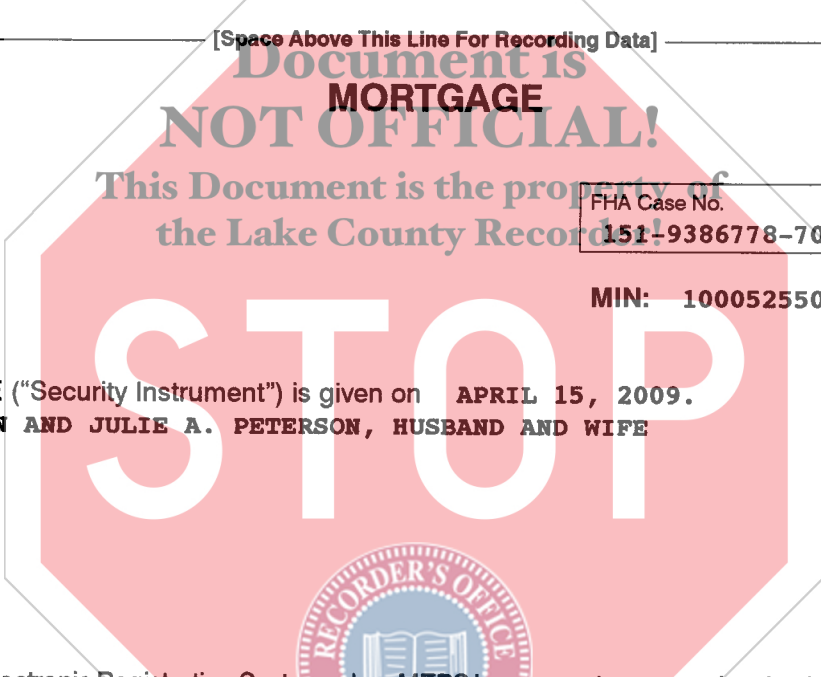 [Space Above This Line For Recording Data]
Document is
MORTGAGE
NOT OFFICIAL!
This Document is the property of
the Lake County Recorder!
FHA Case No.
151-9386778-70
MIN: 100052550
("Security Instrument") is given on APRIL 15, 2009.
AND JULIE A. PETERSON, HUSBAND AND WIFE
STOP
RECORDER'S OFFICE